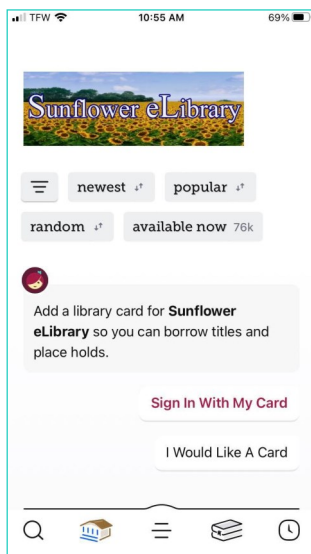 TFW 10:55 AM 69%
Sunflower eLibrary
newest popular
random available now 76k
Add a library card for Sunflower
eLibrary so you can borrow titles and
place holds.
Sign In With My Card
I Would Like A Card